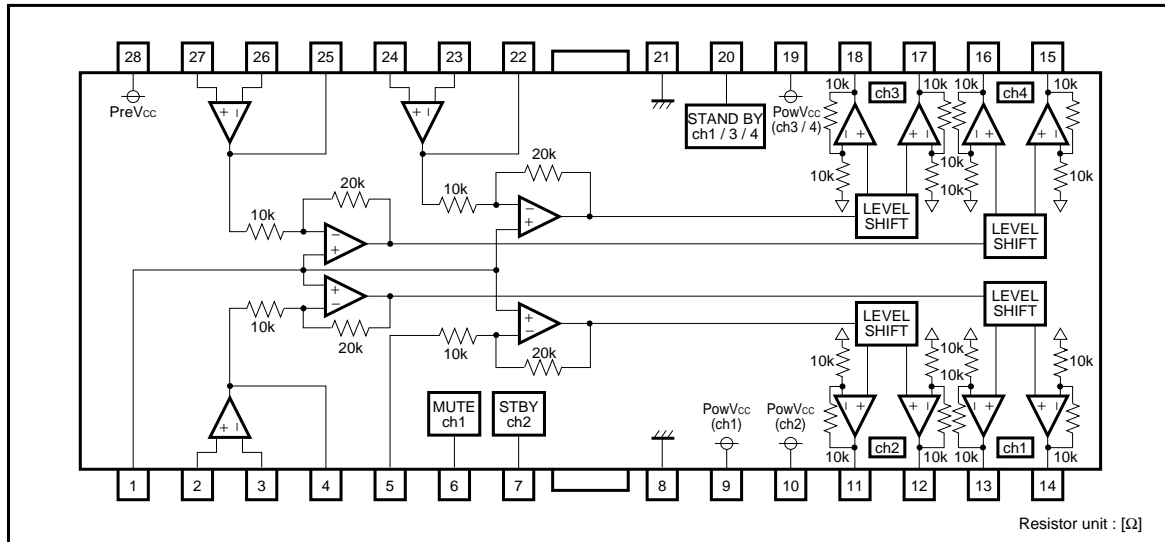 28 27 26 25 24 23 22 21 20 19 18 17 16 15
PreVCC
+ −
+ −
STAND BY
ch1 / 3 / 4
PowVCC
(ch3 / 4)
10k 10k 10k 10k
ch3 ch4
− + + − − + + −
10k 10k 10k 10k
20k
10k
−
+
20k
10k
−
+
LEVEL
SHIFT
LEVEL
SHIFT
+
−
10k
20k
+
−
10k
20k
LEVEL
SHIFT
LEVEL
SHIFT
10k 10k 10k 10k
− + + − − + + −
ch2 ch1
10k 10k 10k 10k
+ −
MUTE
ch1
STBY
ch2
PowVCC
(ch1)
PowVCC
(ch2)
1 2 3 4 5 6 7 8 9 10 11 12 13 14
Resistor unit : [Ω]